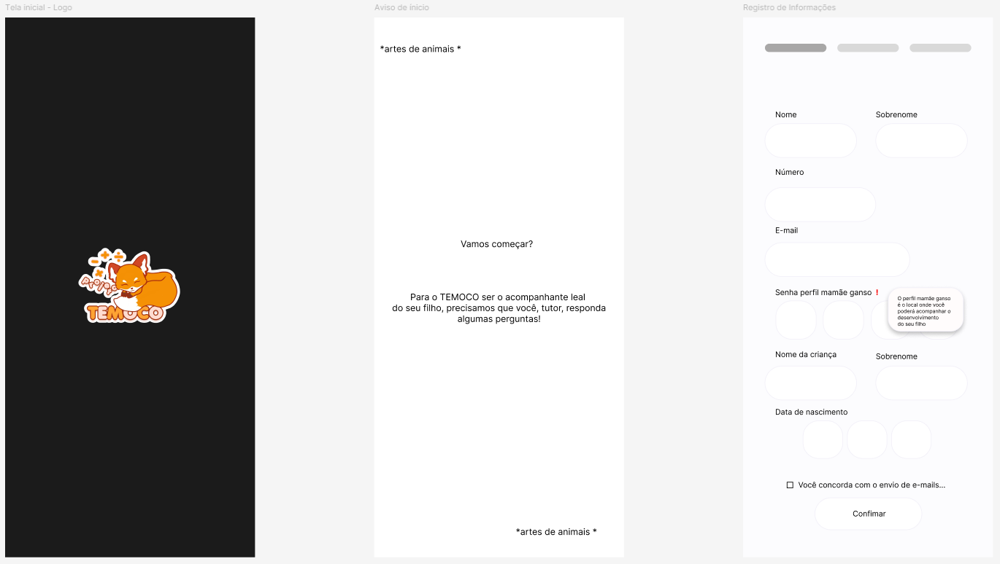 Tela inicial - Logo
Projeto
TEMOCO
Aviso de ínicio
*artes de animais *
Vamos começar?
Para o TEMOCO ser o acompanhante leal
do seu filho, precisamos que você, tutor, responda
algumas perguntas!
*artes de animais *
Registro de Informações
Nome
Sobrenome
Número
E-mail
Senha perfil mamãe ganso !
O perfil mamãe ganso
é o local onde você
poderá acompanhar o
desenvolvimento
do seu filho
Nome da criança
Sobrenome
Data de nascimento
Você concorda com o envio de e-mails...
Confimar